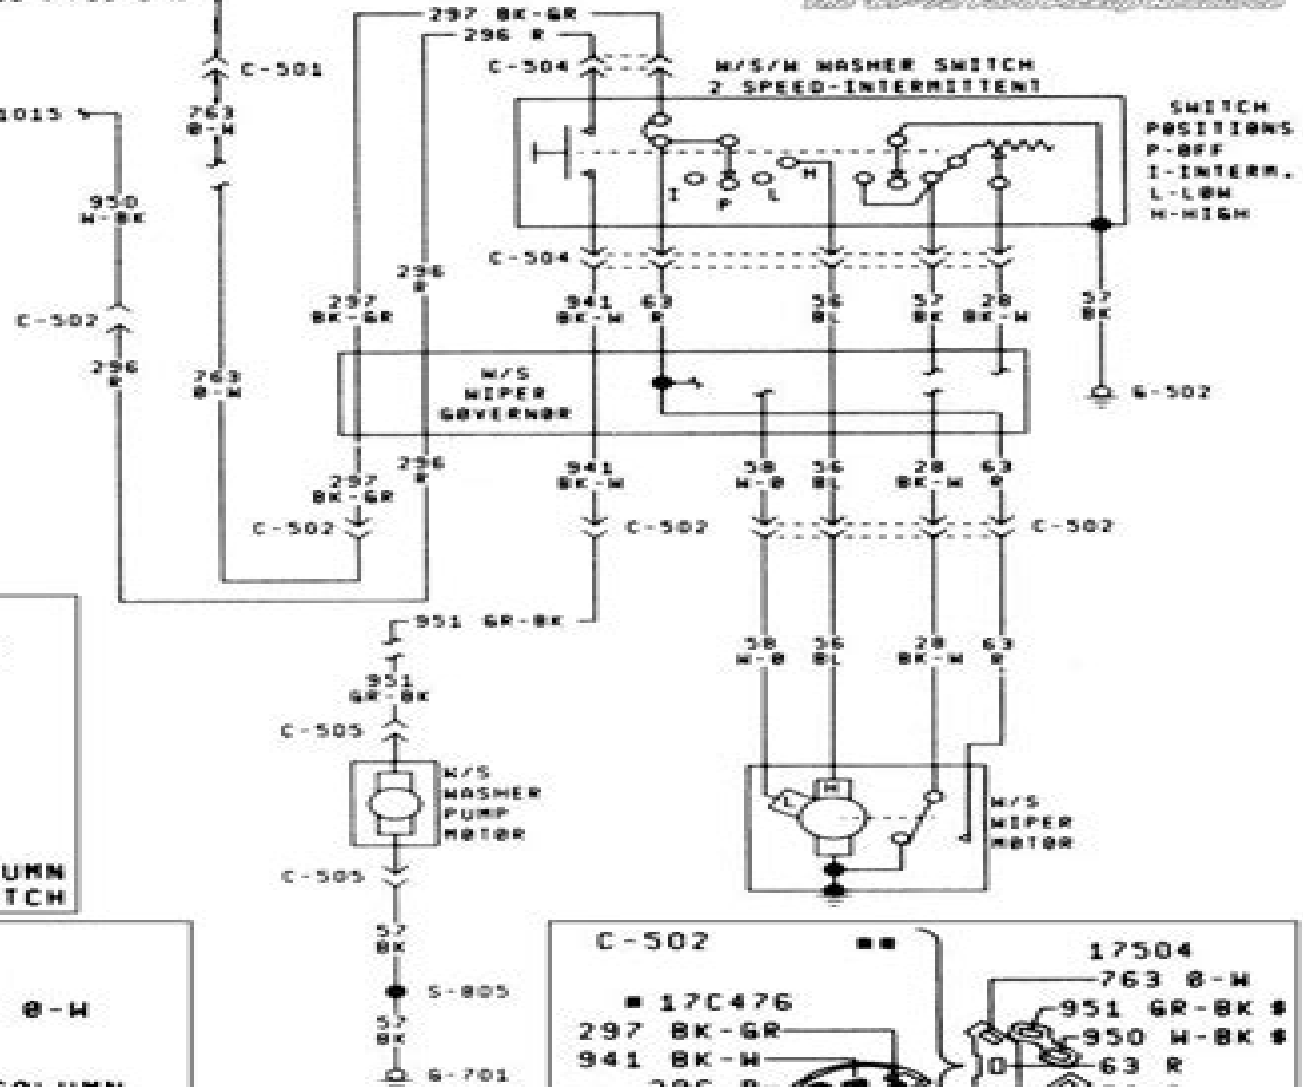 297 BK-GR
296 R
C-501
C-504
W/S/W WASHER SWITCH
2 SPEED-INTERMITTENT
SWITCH
POSITIONS
P-OFF
I-INTERM.
L-LOW
H-HIGH
1015
763
O-W
950
W-BK
I
P
L
H
C-504
296
R
297
BK-GR
941
BK-W
63
R
56
BL
57
BK
28
BK-W
57
BK
C-502
296
R
763
O-W
W/S
WIPER
GOVERNOR
G-502
296
R
297
BK-GR
941
BK-W
58
W-O
56
BL
28
BK-W
63
R
C-502
C-502
C-502
951 GR-BK
58
W-O
56
BL
28
BK-W
63
R
951
GR-BK
C-505
W/S
WASHER
PUMP
MOTOR
L
H
W/S
WIPER
MOTOR
C-505
UMN
TCH
57
BK
S-805
57
BK
G-701
O-W
C-502
17504
763 O-W
17C476
951 GR-BK
297 BK-GR
950 W-BK
941 BK-W
63 R